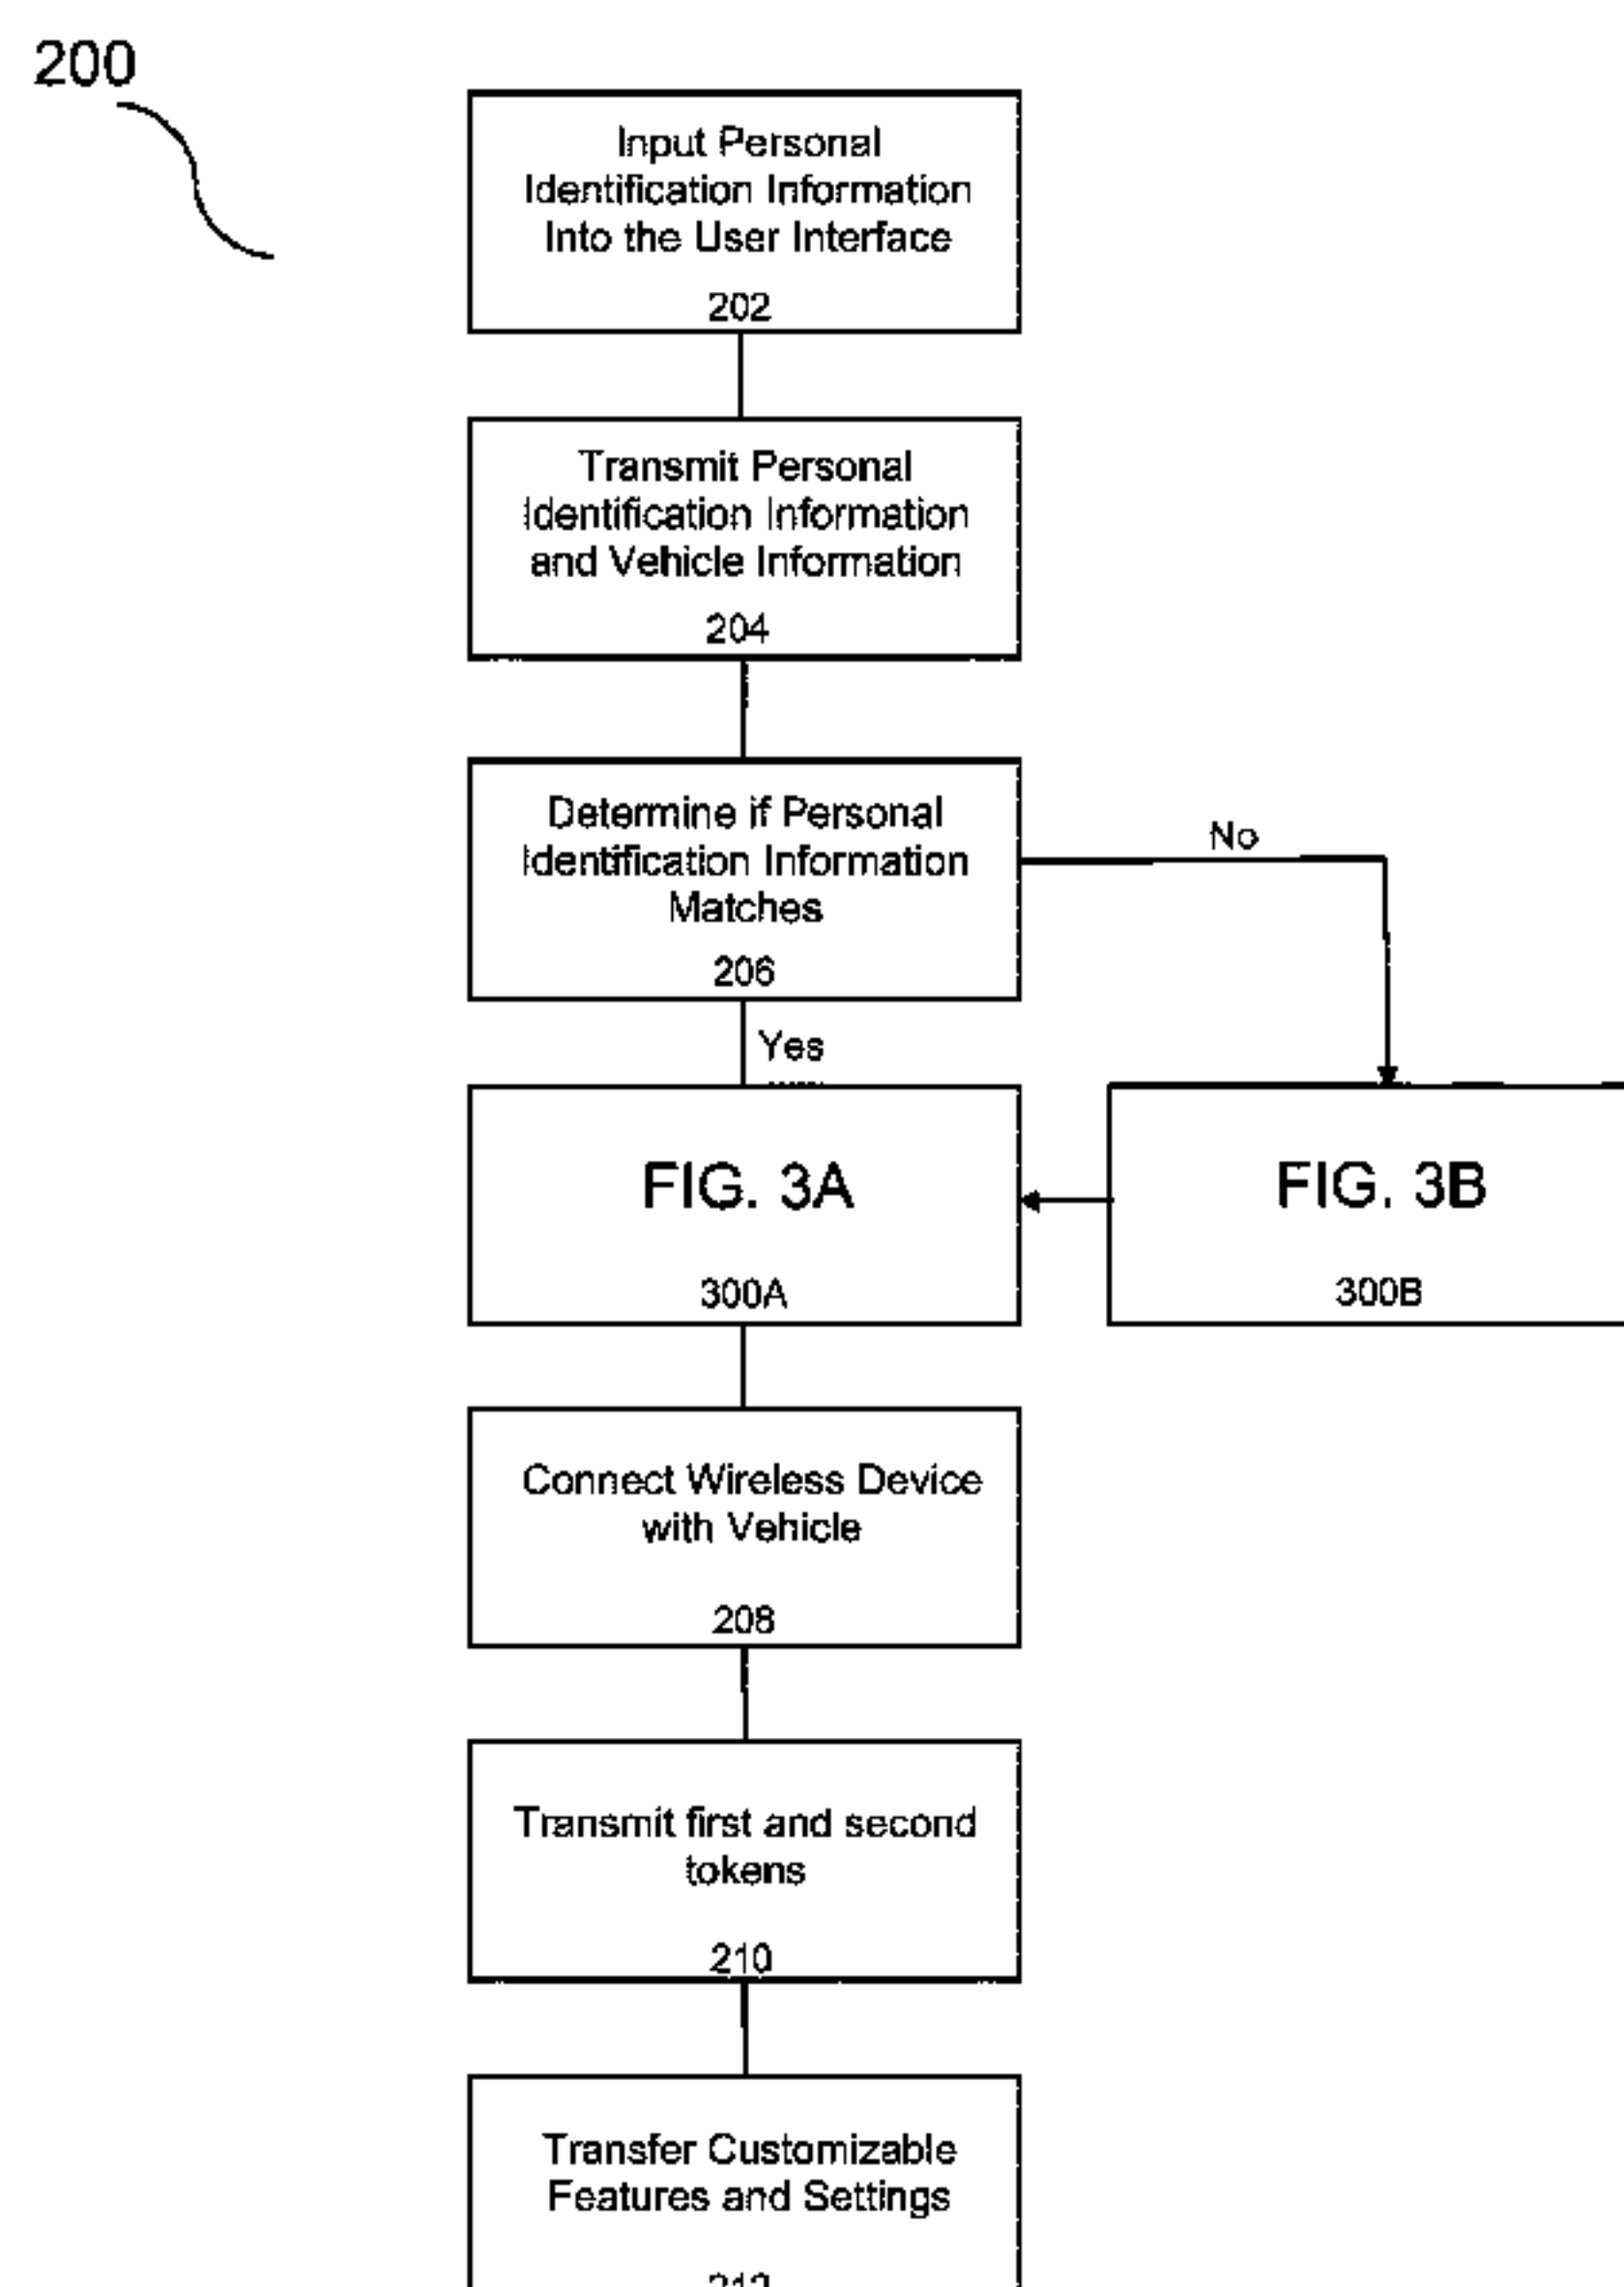 200
Input Personal
Identification Information
Into the User Interface
202
Transmit Personal
Identification Information
and Vehicle Information
204
Determine if Personal
Identification Information
Matches
206
No
Yes
FIG. 3A
300A
FIG. 3B
300B
Connect Wireless Device
with Vehicle
208
Transmit first and second
tokens
210
Transfer Customizable
Features and Settings